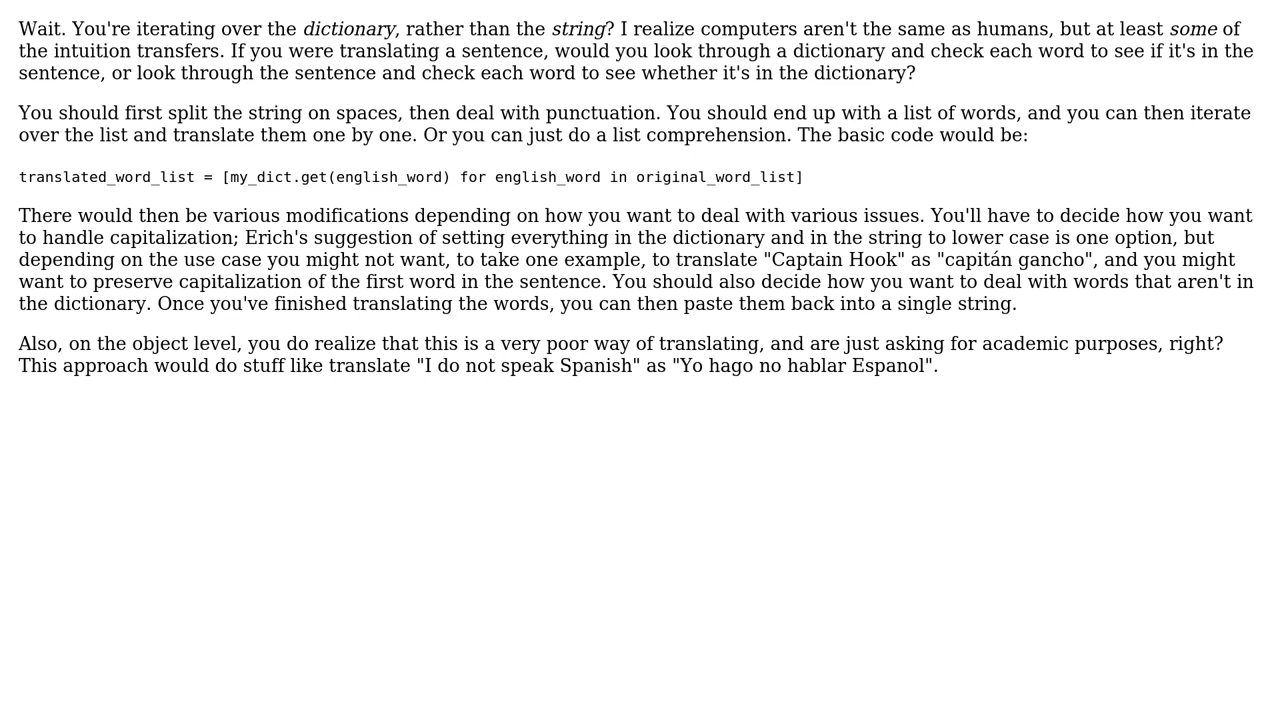 Wait. You're iterating over the dictionary, rather than the string? I realize computers aren't the same as humans, but at least some of
the intuition transfers. If you were translating a sentence, would you look through a dictionary and check each word to see if it's in the
sentence, or look through the sentence and check each word to see whether it's in the dictionary?
You should first split the string on spaces, then deal with punctuation. You should end up with a list of words, and you can then iterate
over the list and translate them one by one. Or you can just do a list comprehension. The basic code would be:
translated_word_list = [my_dict.get(english_word) for english_word in original_word_list]
There would then be various modifications depending on how you want to deal with various issues. You'll have to decide how you want
to handle capitalization; Erich's suggestion of setting everything in the dictionary and in the string to lower case is one option, but
depending on the use case you might not want, to take one example, to translate "Captain Hook" as "capitán gancho", and you might
want to preserve capitalization of the first word in the sentence. You should also decide how you want to deal with words that aren't in
the dictionary. Once you've finished translating the words, you can then paste them back into a single string.
Also, on the object level, you do realize that this is a very poor way of translating, and are just asking for academic purposes, right?
This approach would do stuff like translate "I do not speak Spanish" as "Yo hago no hablar Espanol".